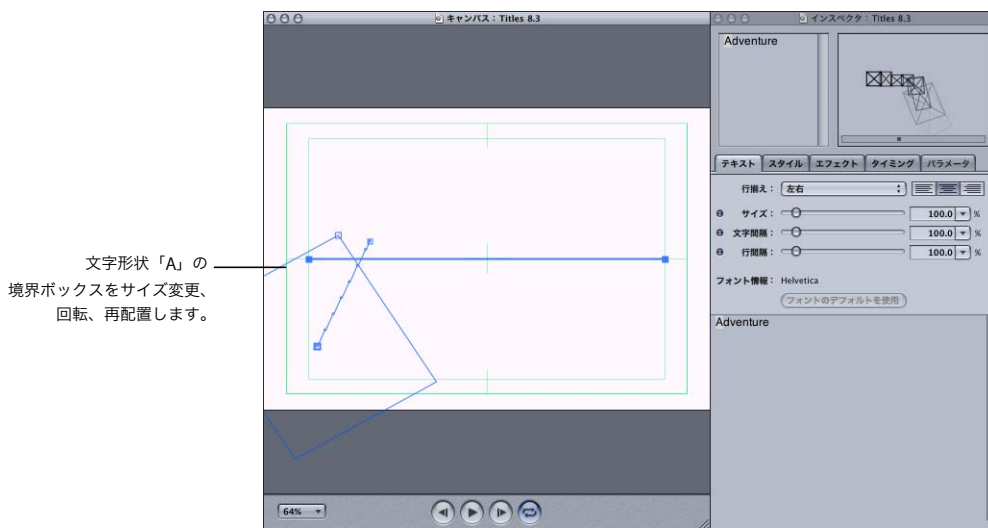 キャンバス：Titles 8.3
文字形状「A」の
境界ボックスをサイズ変更、
回転、再配置します。
64%
インスペクタ：Titles 8.3
Adventure
テキスト スタイル エフェクト タイミング パラメータ
行揃え： 左右
サイズ： 100.0 %
文字間隔： 100.0 %
行間隔： 100.0 %
フォント情報： Helvetica
フォントのデフォルトを使用
Adventure